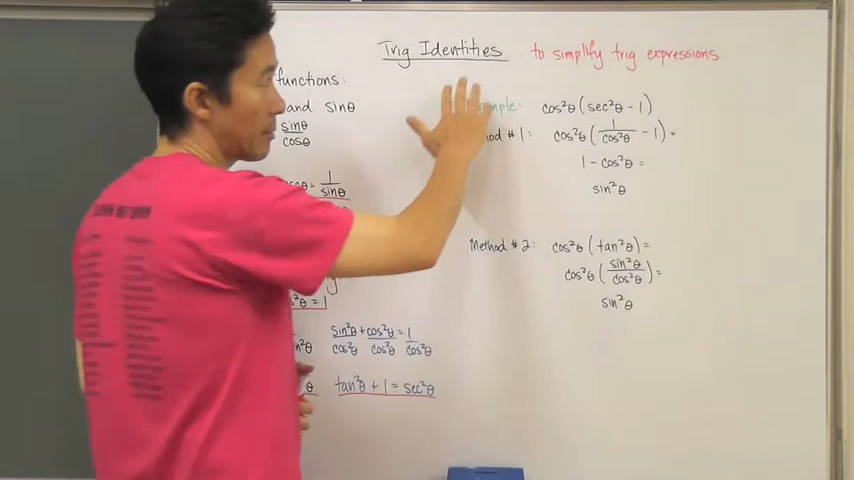 Trig Identities to simplify trig expressions
functions:
and sinθ
sinθ
cosθ
= 1/sinθ
= 1
sin²θ/cos²θ + cos²θ/cos²θ = 1/cos²θ
tan²θ + 1 = sec²θ
cos²θ(sec²θ - 1)
#1: cos²θ(1/cos²θ - 1) =
1 - cos²θ =
sin²θ
Method #2: cos²θ(tan²θ) =
cos²θ(sin²θ/cos²θ) =
sin²θ